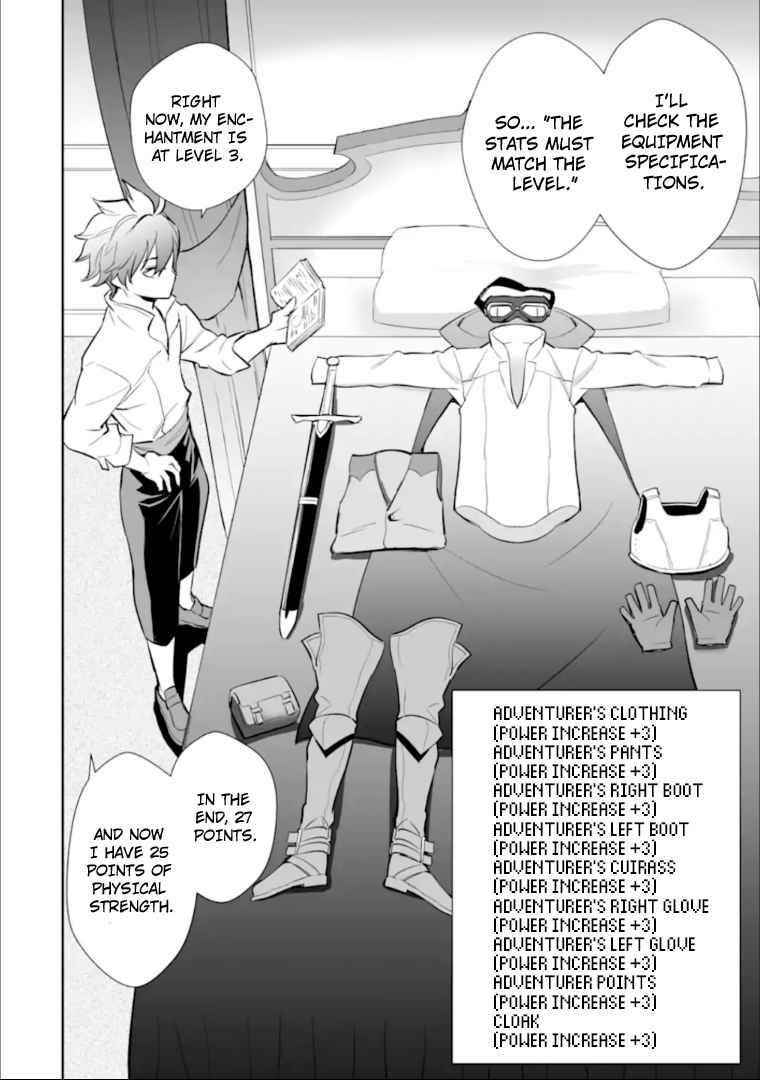 I'LL
CHECK THE
EQUIPMENT
SPECIFICA-
TIONS.
SO... "THE
STATS MUST
MATCH THE
LEVEL."
RIGHT
NOW, MY ENC-
HANTMENT IS
AT LEVEL 3.
ADVENTURER'S CLOTHING
(POWER INCREASE +3)
ADVENTURER'S PANTS
(POWER INCREASE +3)
ADVENTURER'S RIGHT BOOT
(POWER INCREASE +3)
ADVENTURER'S LEFT BOOT
(POWER INCREASE +3)
ADVENTURER'S CUIRASS
(POWER INCREASE +3)
ADVENTURER'S RIGHT GLOVE
(POWER INCREASE +3)
ADVENTURER'S LEFT GLOVE
(POWER INCREASE +3)
ADVENTURER POINTS
(POWER INCREASE +3)
CLOAK
(POWER INCREASE +3)
IN THE
END, 27
POINTS.
AND NOW
I HAVE 25
POINTS OF
PHYSICAL
STRENGTH.